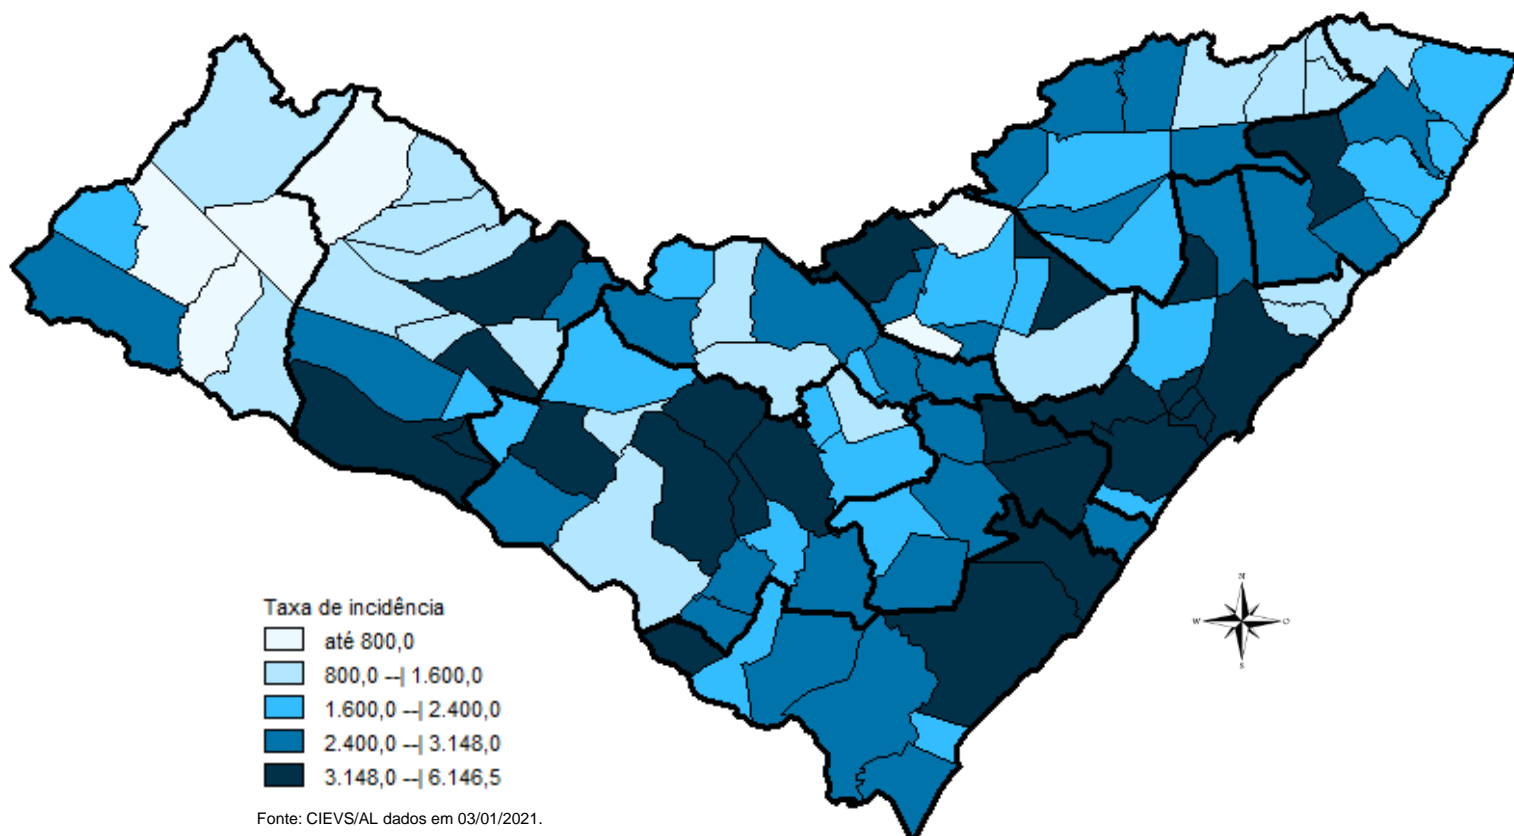 Taxa de incidência
até 800,0
800,0 --| 1.600,0
1.600,0 --| 2.400,0
2.400,0 --| 3.148,0
3.148,0 --| 6.146,5
Fonte: CIEVS/AL dados em 03/01/2021.
N
W
O
S